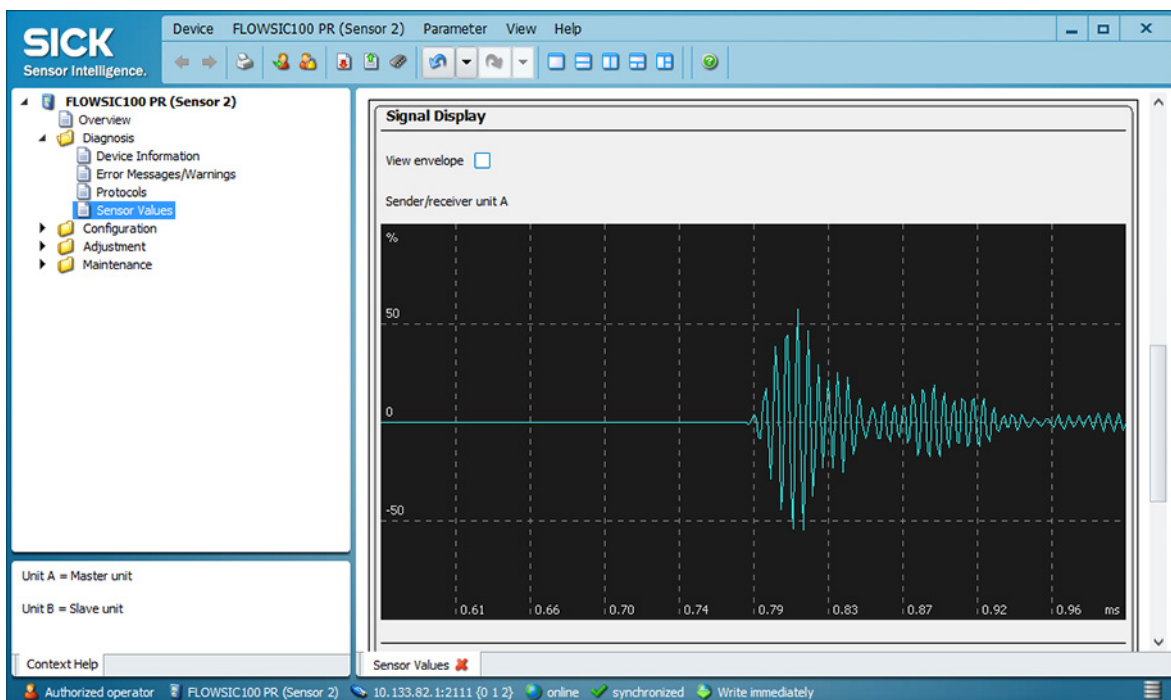 SICK
Sensor Intelligence.
Device FLOWSIC100 PR (Sensor 2) Parameter View Help
FLOWSIC100 PR (Sensor 2)
Overview
Diagnosis
Device Information
Error Messages/Warnings
Protocols
Sensor Values
Configuration
Adjustment
Maintenance
Unit A = Master unit
Unit B = Slave unit
Context Help
Signal Display
View envelope
Sender/receiver unit A
%
50
0
-50
0.61 0.66 0.70 0.74 0.79 0.83 0.87 0.92 0.96 ms
Sensor Values
Authorized operator FLOWSIC100 PR (Sensor 2) 10.133.82.1:2111 {0 1 2} online synchronized Write immediately